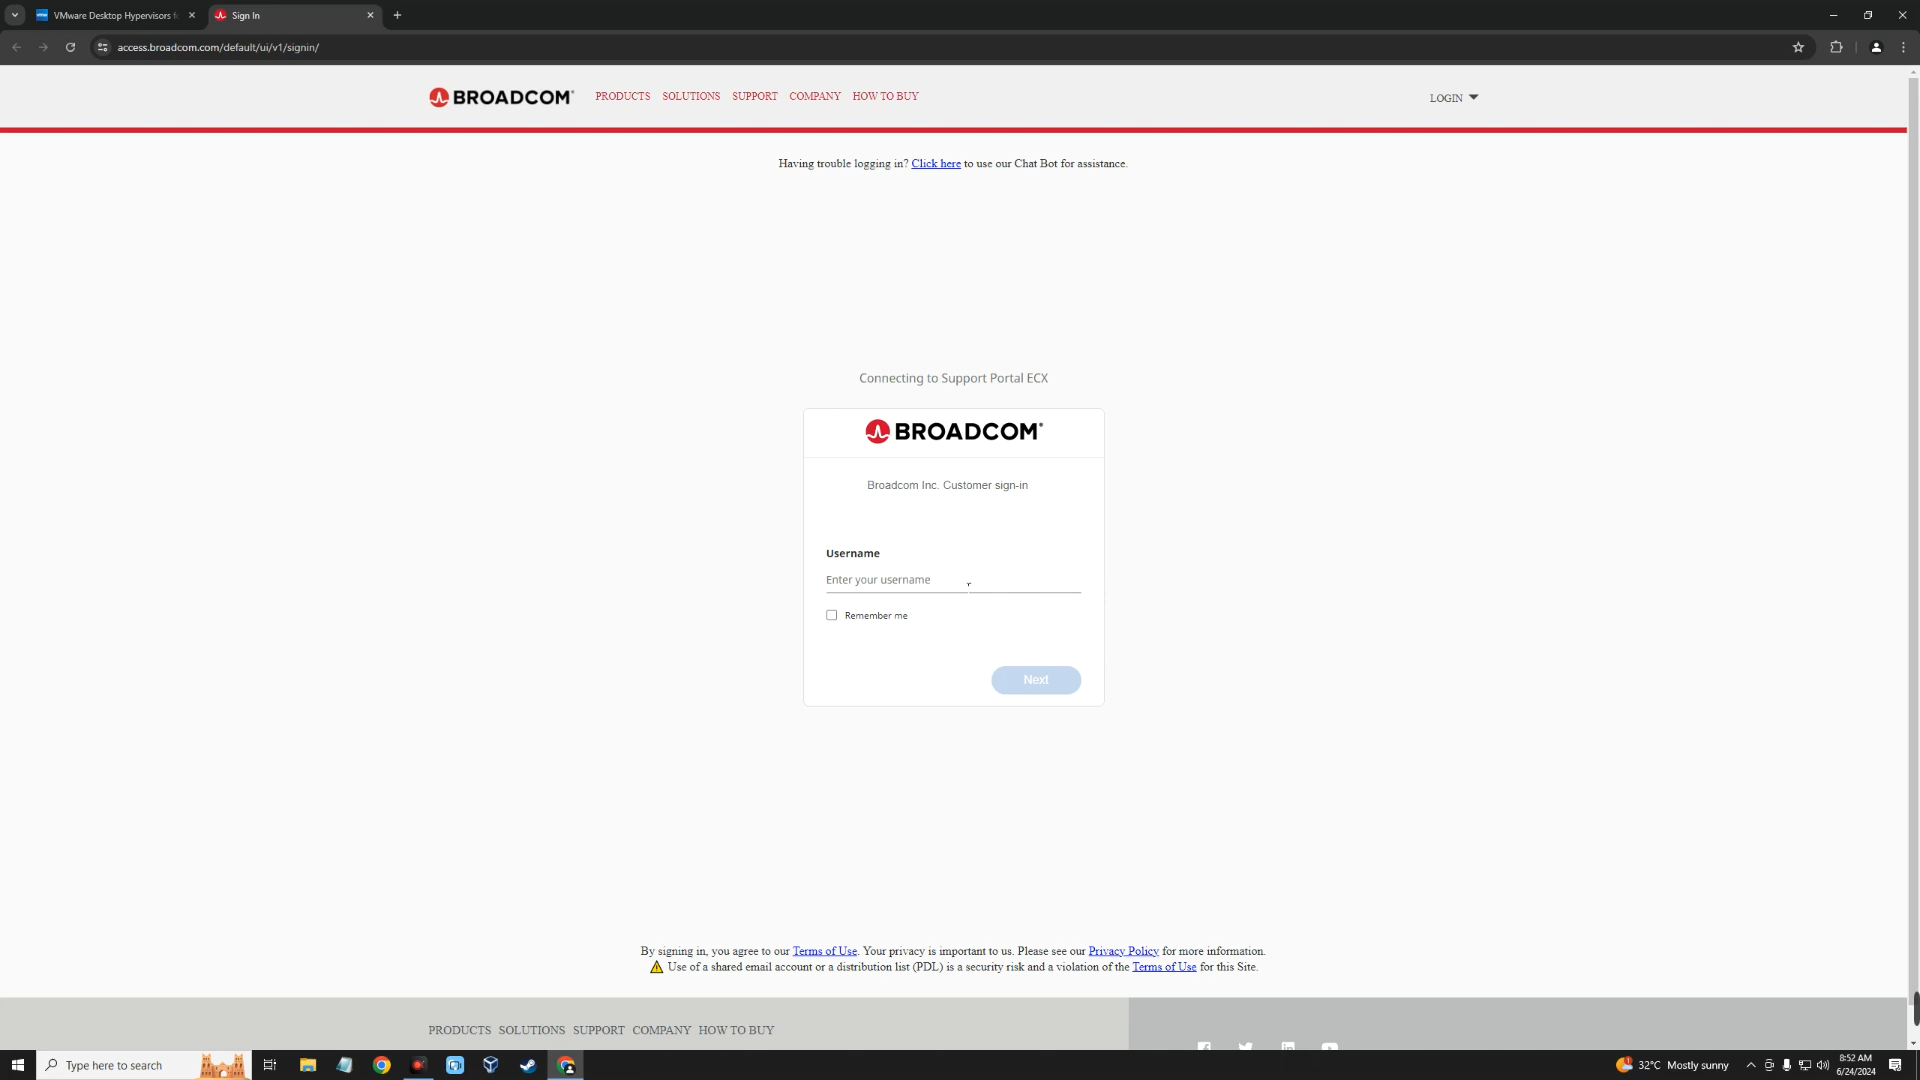 VMware Desktop Hypervisors fo
Sign In
access.broadcom.com/default/ui/v1/signin/
BROADCOM
PRODUCTS SOLUTIONS SUPPORT COMPANY HOW TO BUY
LOGIN
Having trouble logging in? Click here to use our Chat Bot for assistance.
Connecting to Support Portal ECX
BROADCOM
Broadcom Inc. Customer sign-in
Username
Enter your username
Remember me
Next
By signing in, you agree to our Terms of Use. Your privacy is important to us. Please see our Privacy Policy for more information.
Use of a shared email account or a distribution list (PDL) is a security risk and a violation of the Terms of Use for this Site.
PRODUCTS SOLUTIONS SUPPORT COMPANY HOW TO BUY
Type here to search
32°C Mostly sunny
8:52 AM
6/24/2024